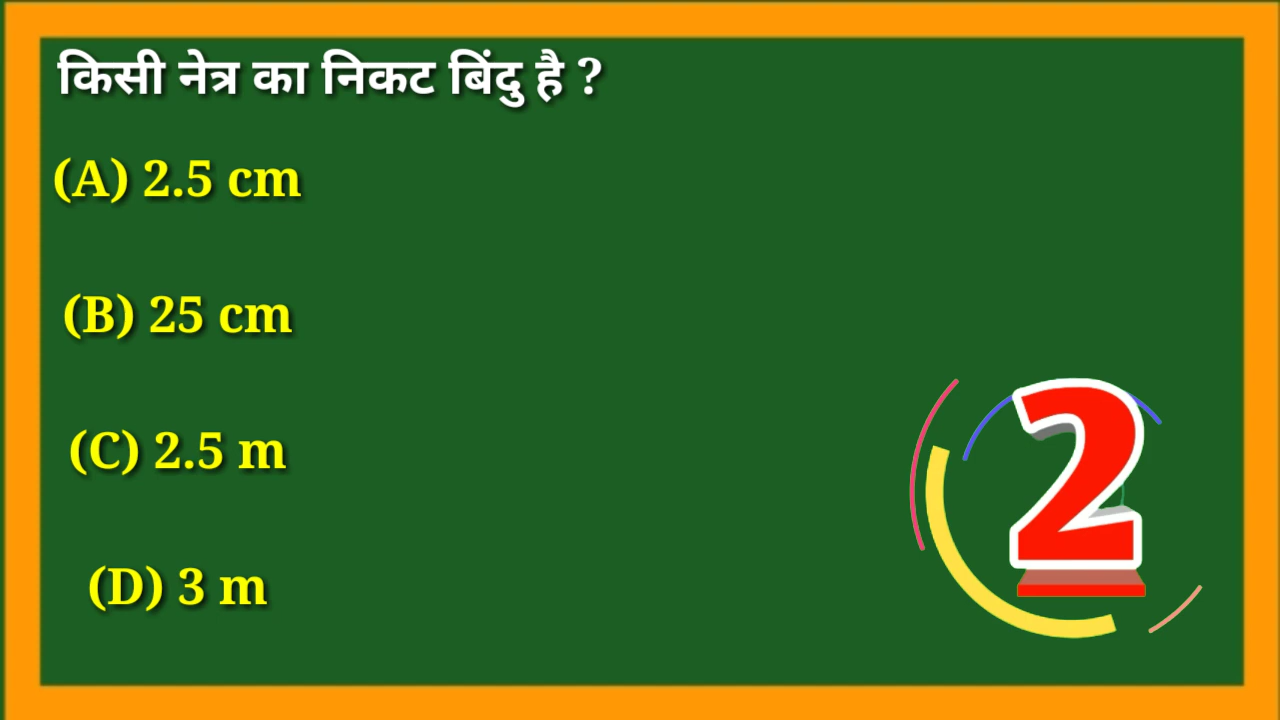 किसी नेत्र का निकट बिंदु है ?
(A) 2.5 cm
(B) 25 cm
(C) 2.5 m
(D) 3 m
2